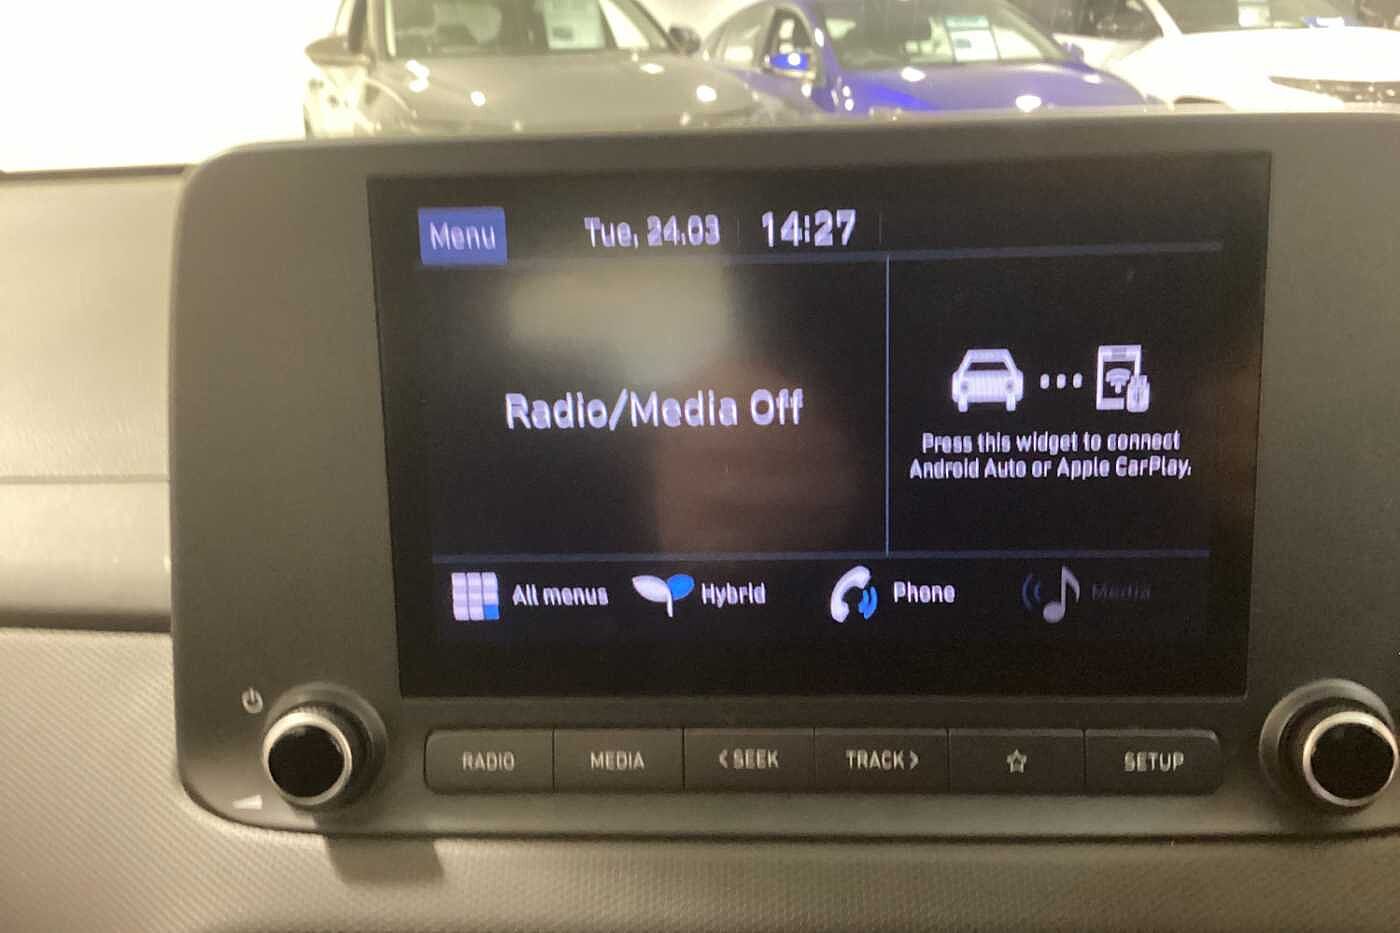 Menu
Tue, 24.03
14:27
Radio/Media Off
Press this widget to connect
Android Auto or Apple CarPlay.
All menus
Hybrid
Phone
Media
RADIO
MEDIA
<SEEK
TRACK>
SETUP